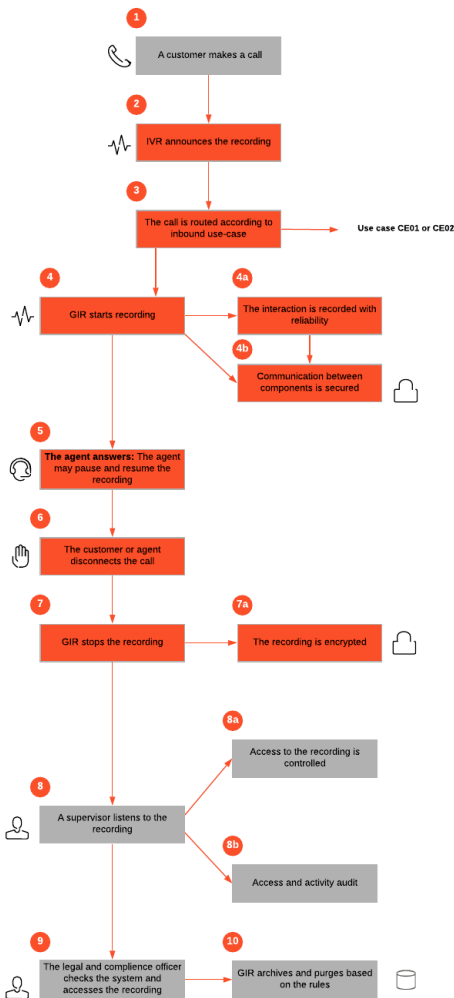 1
A customer makes a call
2
IVR announces the recording
3
The call is routed according to
inbound use-case
Use case CE01 or CE02
4
GIR starts recording
4a
The interaction is recorded with
reliability
4b
Communication between
components is secured
5
The agent answers: The agent
may pause and resume the
recording
6
The customer or agent
disconnects the call
7
GIR stops the recording
7a
The recording is encrypted
8a
Access to the recording is
controlled
8
A supervisor listens to the
recording
8b
Access and activity audit
9
The legal and complience officer
checks the system and
accesses the recording
10
GIR archives and purges based
on the rules